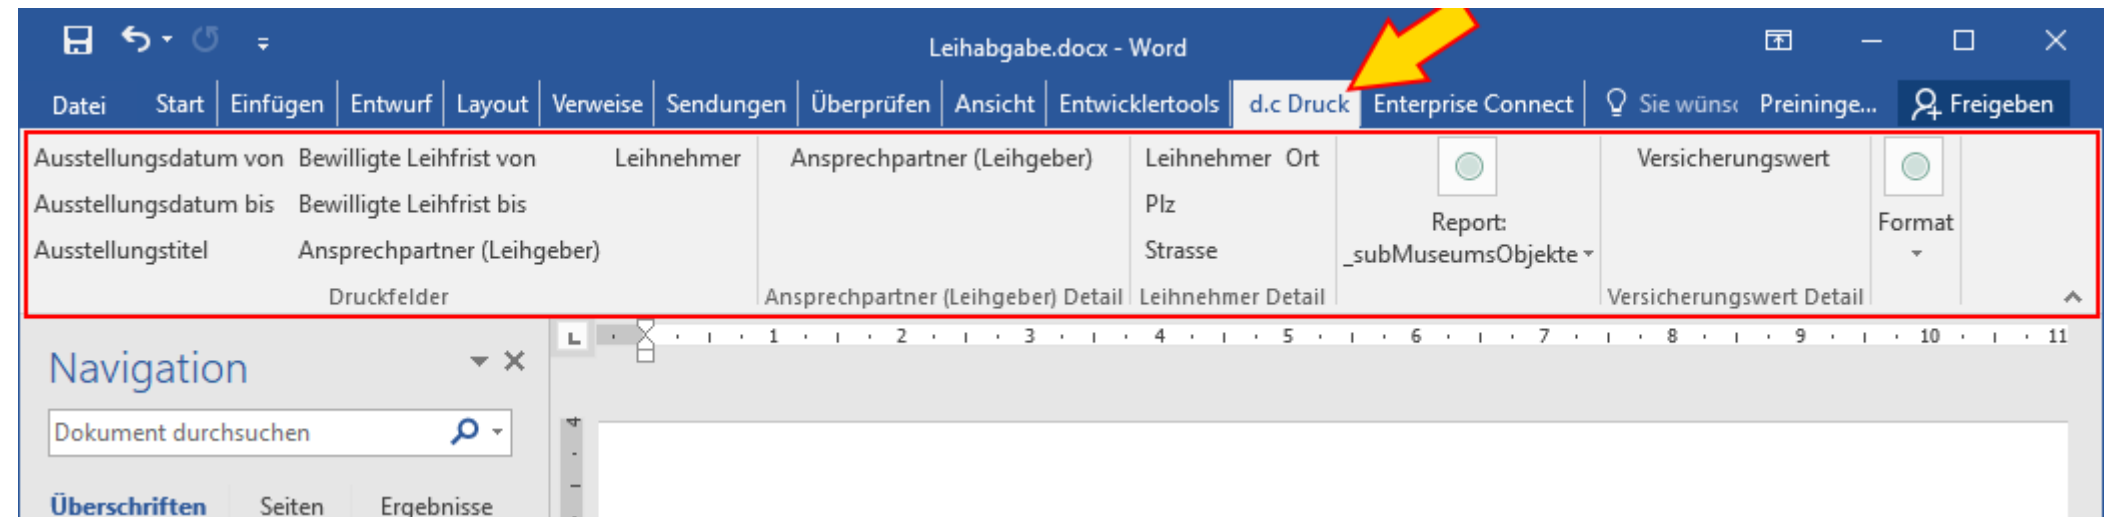 Leihabgabe.docx - Word
Datei Start Einfügen Entwurf Layout Verweise Sendungen Überprüfen Ansicht Entwicklertools d.c Druck Enterprise Connect Sie wünsc Preininge... Freigeben
Ausstellungsdatum von Bewilligte Leihfrist von Leihnehmer Ansprechpartner (Leihgeber) Leihnehmer Ort Versicherungswert
Ausstellungsdatum bis Bewilligte Leihfrist bis Plz Report: Format
Ausstellungstitel Ansprechpartner (Leihgeber) Strasse _subMuseumsObjekte
Druckfelder Ansprechpartner (Leihgeber) Detail Leihnehmer Detail Versicherungswert Detail
L 1 2 3 4 5 6 7 8 9 10 11
Navigation
Dokument durchsuchen
4
Überschriften Seiten Ergebnisse